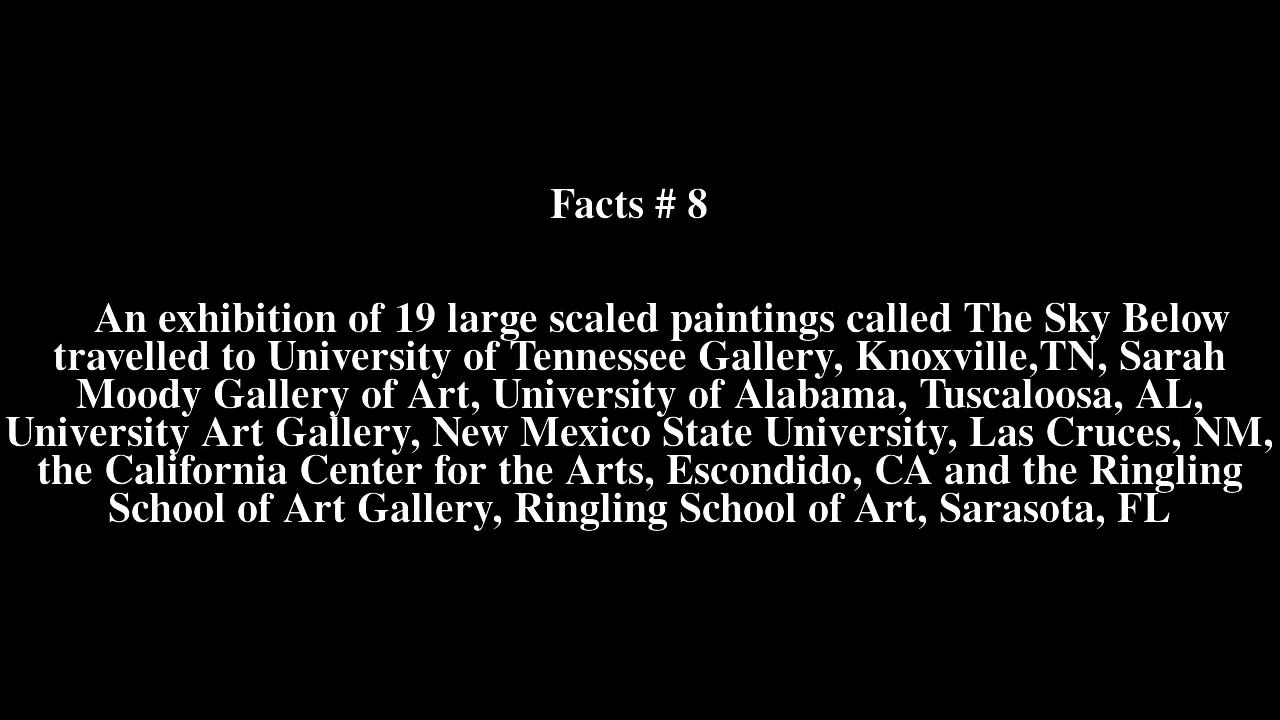 Facts # 8
An exhibition of 19 large scaled paintings called The Sky Below
travelled to University of Tennessee Gallery, Knoxville,TN, Sarah
Moody Gallery of Art, University of Alabama, Tuscaloosa, AL,
University Art Gallery, New Mexico State University, Las Cruces, NM,
the California Center for the Arts, Escondido, CA and the Ringling
School of Art Gallery, Ringling School of Art, Sarasota, FL